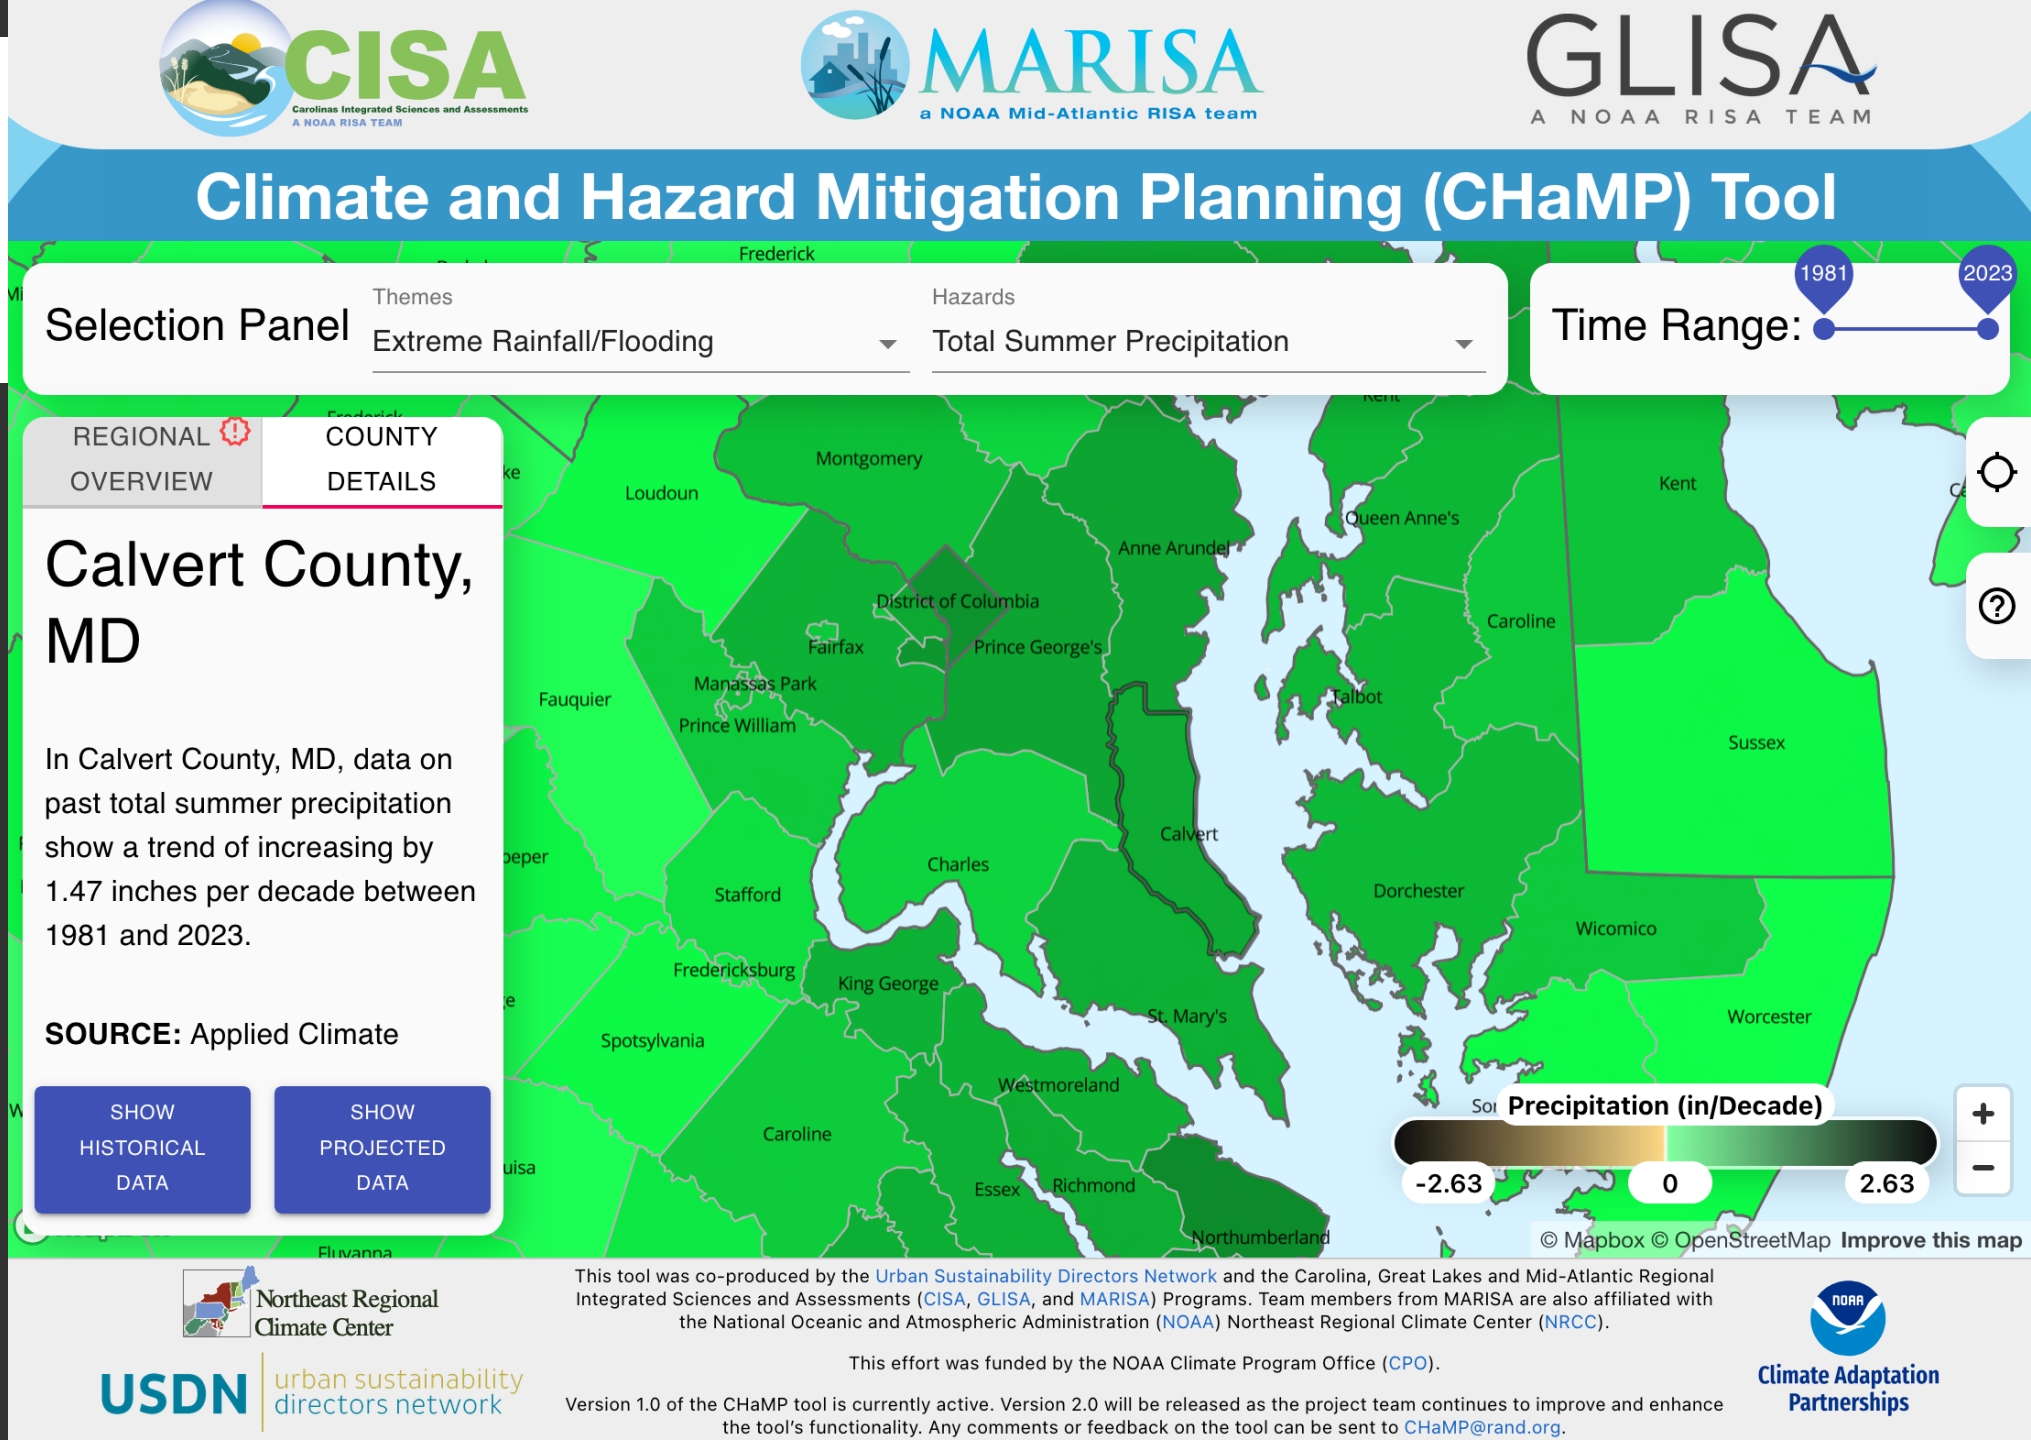 CISA
Carolinas Integrated Sciences and Assessments
A NOAA RISA TEAM
MARISA
a NOAA Mid-Atlantic RISA team
GLISA
A NOAA RISA TEAM
Climate and Hazard Mitigation Planning (CHaMP) Tool
Frederick
Selection Panel
Themes
Extreme Rainfall/Flooding
Hazards
Total Summer Precipitation
Time Range:
1981
2023
REGIONAL OVERVIEW
COUNTY DETAILS
Calvert County,
MD
In Calvert County, MD, data on
past total summer precipitation
show a trend of increasing by
1.47 inches per decade between
1981 and 2023.
SOURCE: Applied Climate
SHOW
HISTORICAL
DATA
SHOW
PROJECTED
DATA
Frederick
Kent
Montgomery
Loudoun
Kent
Queen Anne's
Anne Arundel
District of Columbia
Caroline
Fairfax
Prince George's
Manassas Park
Fauquier
Talbot
Prince William
Sussex
Calvert
Charles
Stafford
Dorchester
Wicomico
Fredericksburg
King George
St. Mary's
Worcester
Spotsylvania
Westmoreland
Caroline
Essex
Richmond
Northumberland
Fluvanna
Precipitation (in/Decade)
-2.63
0
2.63
+
−
© Mapbox © OpenStreetMap Improve this map
Northeast Regional
Climate Center
USDN
urban sustainability
directors network
This tool was co-produced by the Urban Sustainability Directors Network and the Carolina, Great Lakes and Mid-Atlantic Regional
Integrated Sciences and Assessments (CISA, GLISA, and MARISA) Programs. Team members from MARISA are also affiliated with
the National Oceanic and Atmospheric Administration (NOAA) Northeast Regional Climate Center (NRCC).
This effort was funded by the NOAA Climate Program Office (CPO).
Version 1.0 of the CHaMP tool is currently active. Version 2.0 will be released as the project team continues to improve and enhance
the tool's functionality. Any comments or feedback on the tool can be sent to CHaMP@rand.org.
NOAA
Climate Adaptation
Partnerships